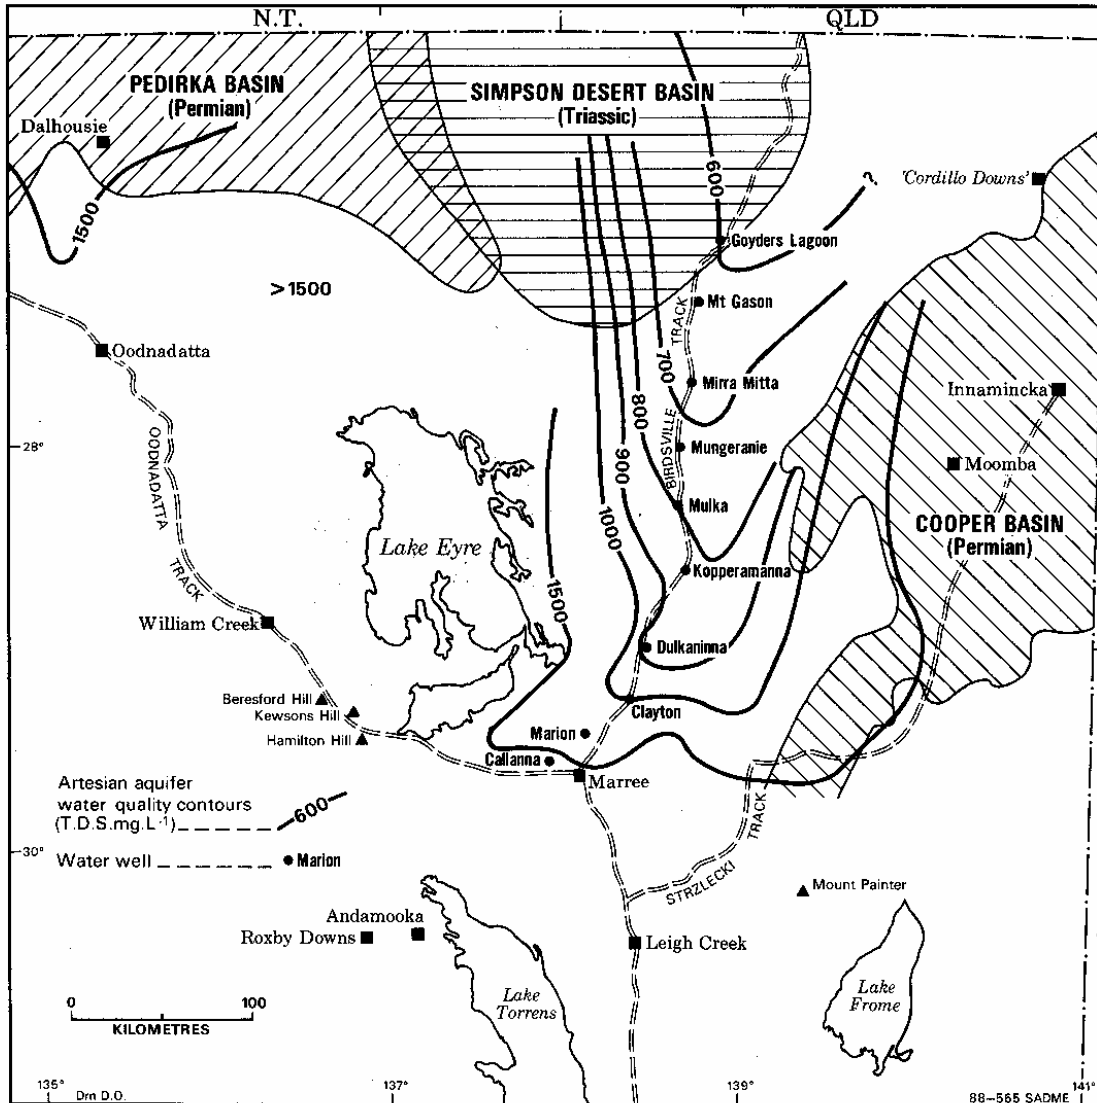 N.T.
QLD
PEDIRKA BASIN
(Permian)
SIMPSON DESERT BASIN
(Triassic)
Dalhousie
1500
600
?
'Cordillo Downs'
Goyders Lagoon
>1500
Mt Gason
TRACK
Oodnadatta
700
Mirra Mitta
Innamincka
800
BIRDSVILLE
28°
OODNADATTA
Mungeranie
900
Moomba
Mulka
1000
COOPER BASIN
(Permian)
Lake Eyre
TRACK
Kopperamanna
1500
William Creek
Dulkaninna
Beresford Hill
Kewsons Hill
Clayton
Hamilton Hill
Marion
Callanna
Marree
Artesian aquifer
water quality contours
(T.D.S.mg.L⁻¹)
600
TRACK
30°
Water well
Marion
STRZLECKI
Mount Painter
Andamooka
Roxby Downs
Leigh Creek
Lake
Torrens
Lake
Frome
0 100
KILOMETRES
135°
137°
139°
141°
Drn D.O.
88-565 SADME